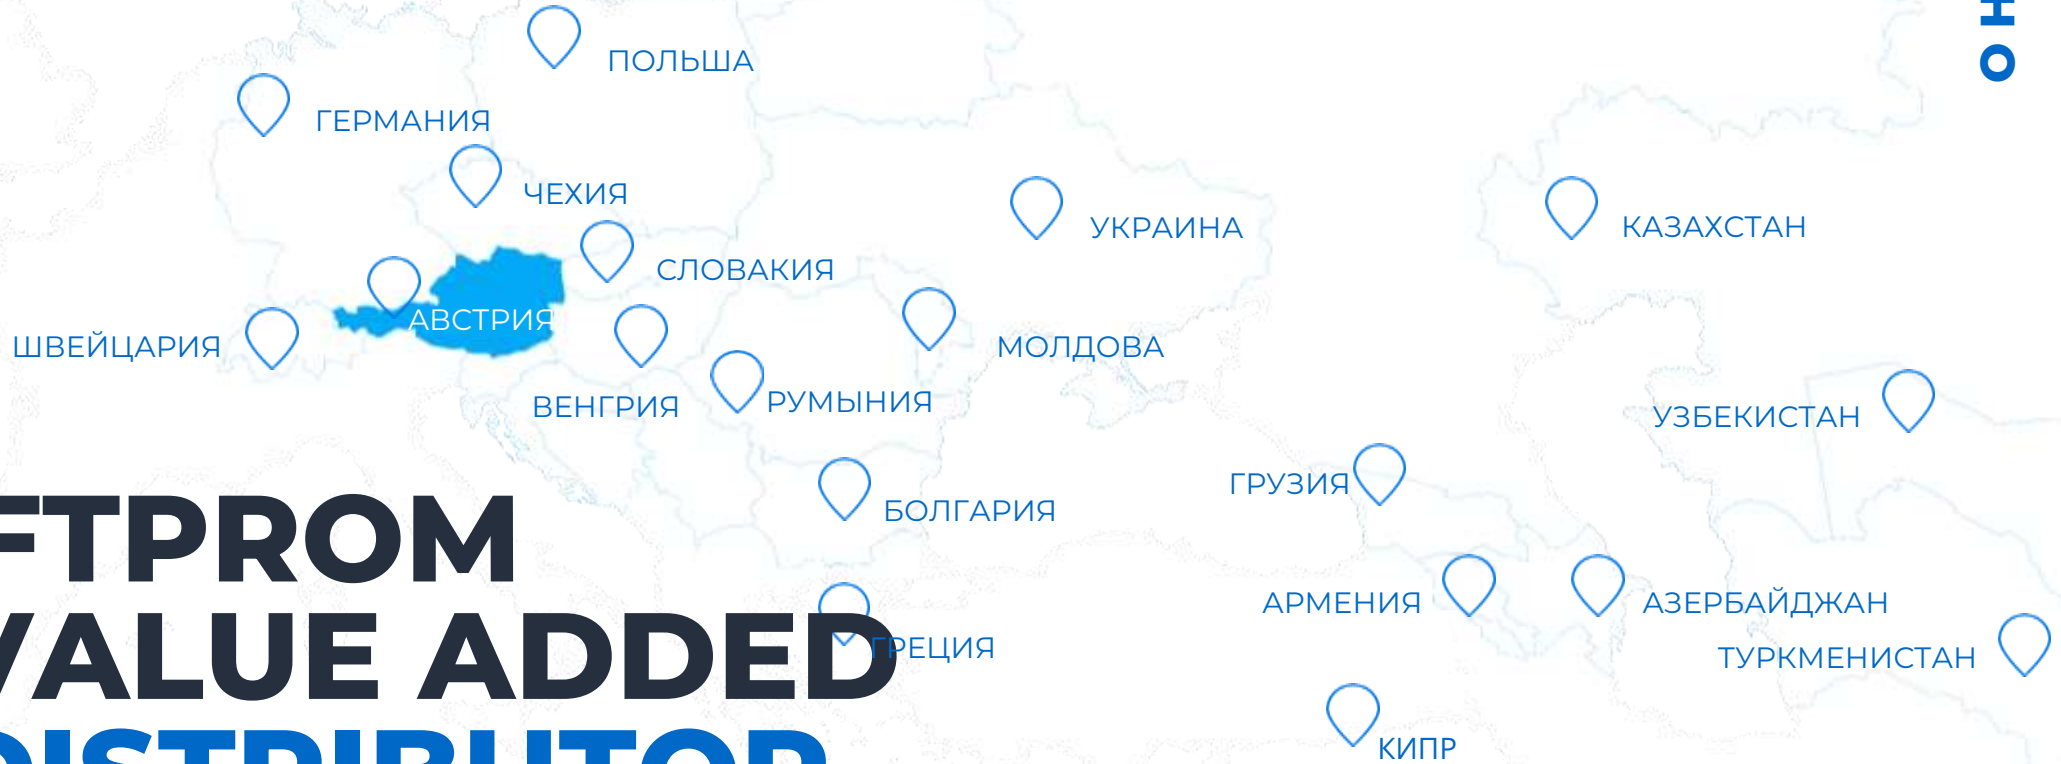 ПОЛЬША
ГЕРМАНИЯ
ЧЕХИЯ
УКРАИНА
КАЗАХСТАН
СЛОВАКИЯ
АВСТРИЯ
ШВЕЙЦАРИЯ
МОЛДОВА
ВЕНГРИЯ
РУМЫНИЯ
УЗБЕКИСТАН
ГРУЗИЯ
БОЛГАРИЯ
FTPROM
АРМЕНИЯ
АЗЕРБАЙДЖАН
VALUE ADDED
ГРЕЦИЯ
ТУРКМЕНИСТАН
DISTRIBUTOR
КИПР